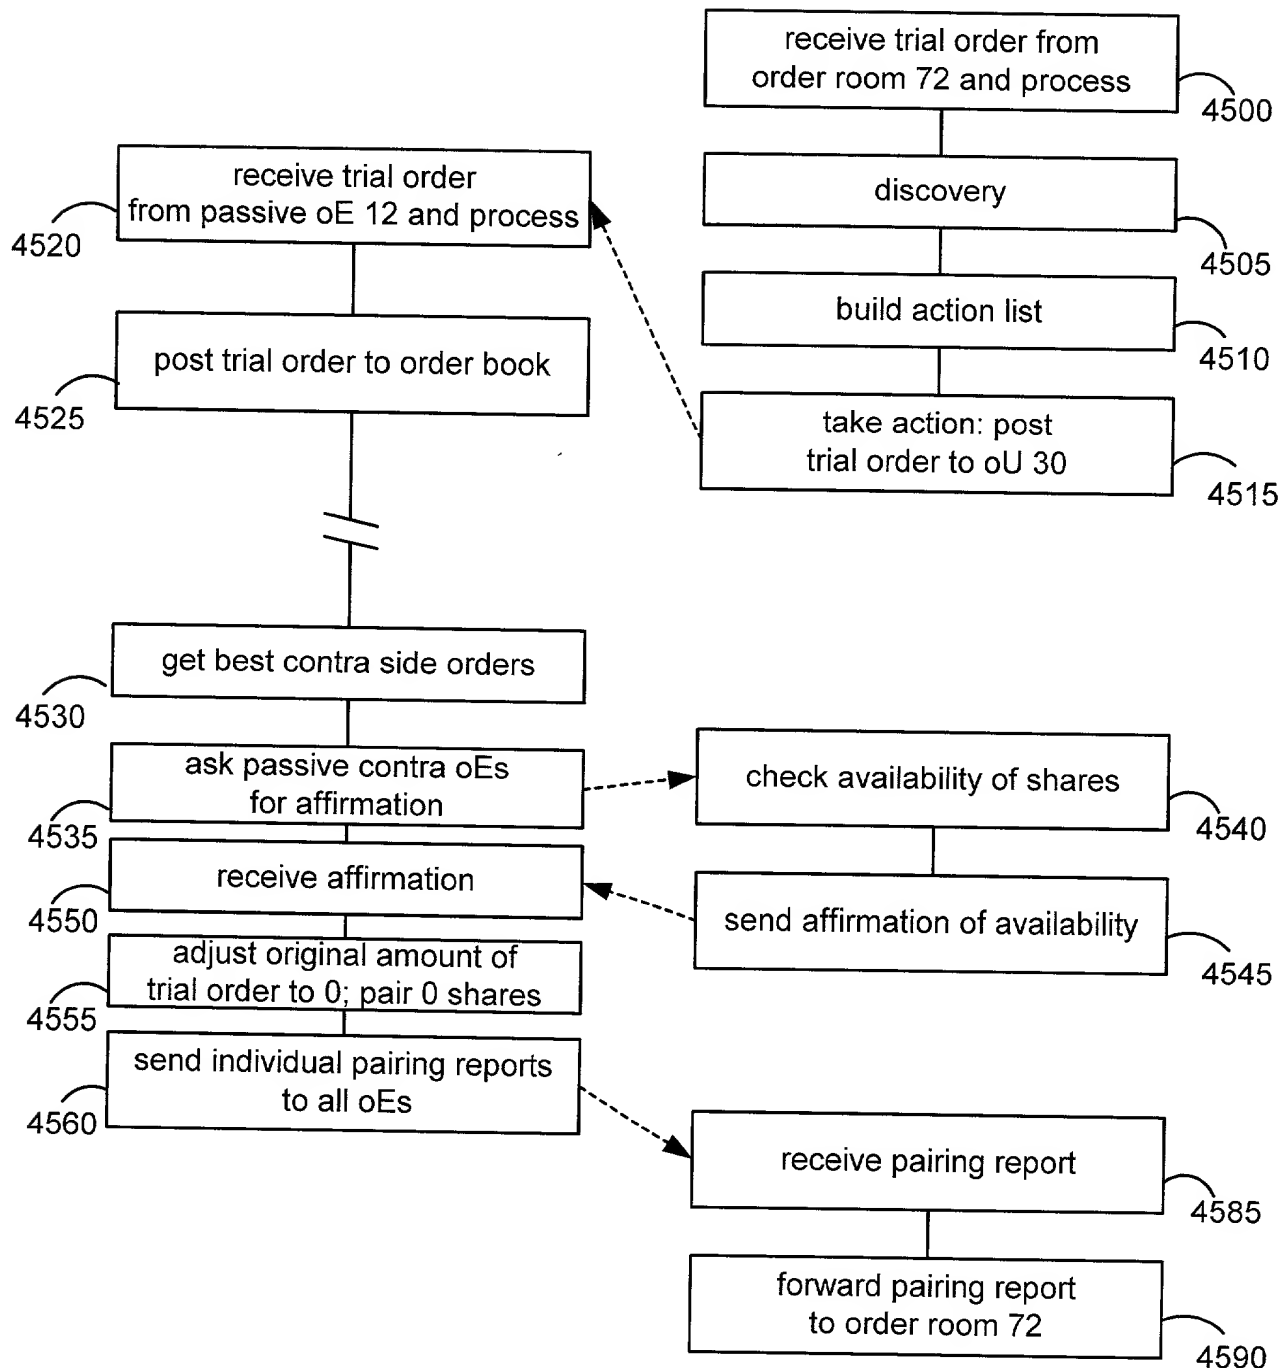 receive trial order from
order room 72 and process
4500
discovery
4505
build action list
4510
take action: post
trial order to oU 30
4515
receive trial order
from passive oE 12 and process
4520
post trial order to order book
4525
get best contra side orders
4530
ask passive contra oEs
for affirmation
4535
check availability of shares
4540
send affirmation of availability
4545
receive affirmation
4550
adjust original amount of
trial order to 0; pair 0 shares
4555
send individual pairing reports
to all oEs
4560
receive pairing report
4585
forward pairing report
to order room 72
4590